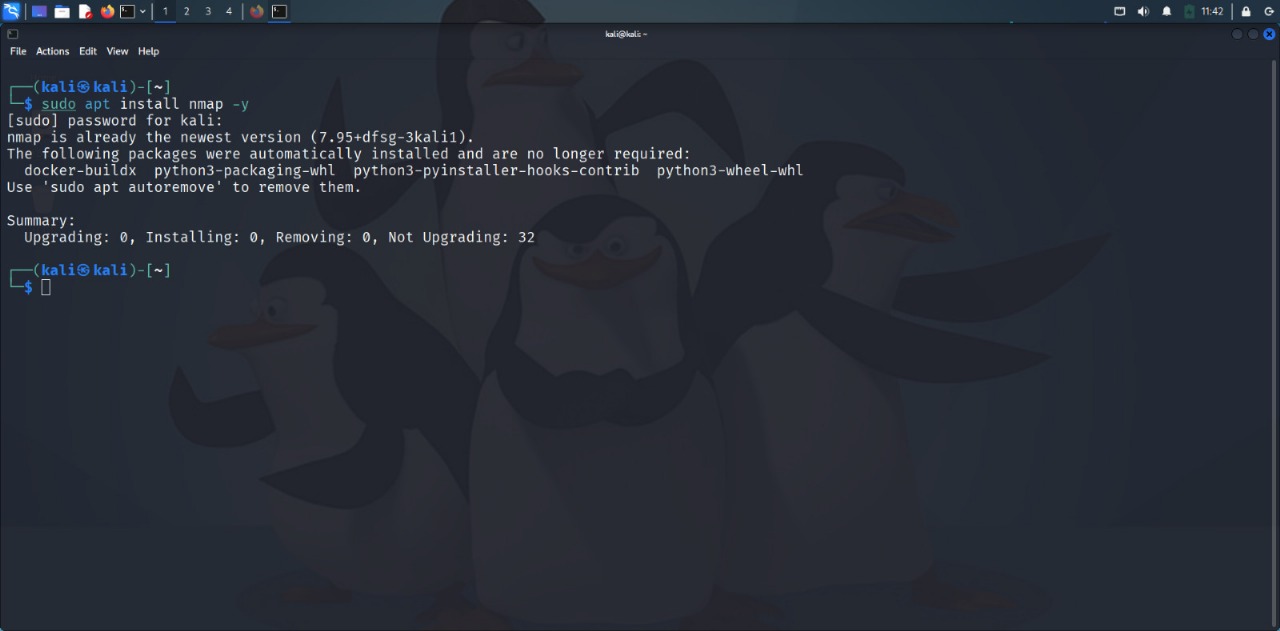 1 2 3 4
11:42
kali@kali: ~
File Actions Edit View Help
┌──(kali㉿kali)-[~]
└─$ sudo apt install nmap -y
[sudo] password for kali:
nmap is already the newest version (7.95+dfsg-3kali1).
The following packages were automatically installed and are no longer required:
  docker-buildx  python3-packaging-whl  python3-pyinstaller-hooks-contrib  python3-wheel-whl
Use 'sudo apt autoremove' to remove them.
Summary:
  Upgrading: 0, Installing: 0, Removing: 0, Not Upgrading: 32
┌──(kali㉿kali)-[~]
└─$